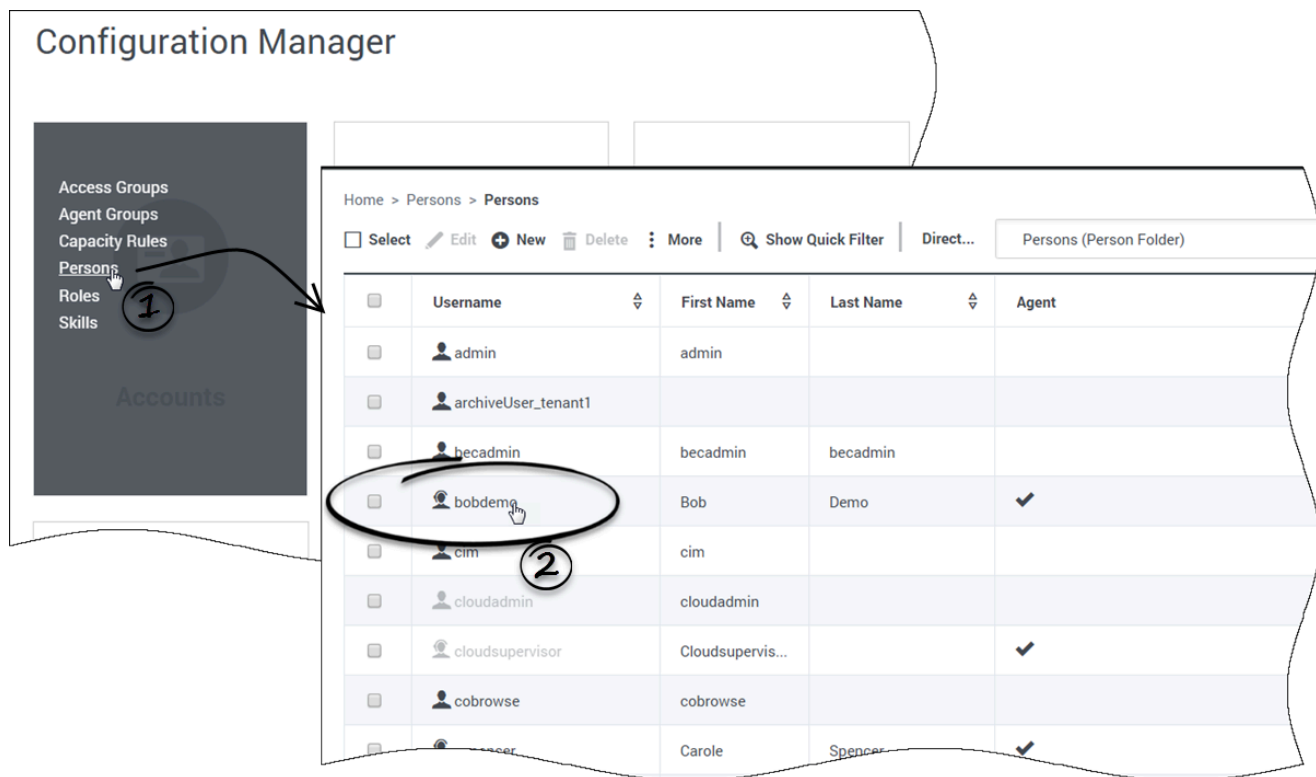 Configuration Manager
Access Groups
Agent Groups
Capacity Rules
Persons
Roles
Skills
1
Accounts
Home > Persons > Persons
Select Edit New Delete More Show Quick Filter Direct... Persons (Person Folder)
Username First Name Last Name Agent
admin admin
archiveUser_tenant1
becadmin becadmin becadmin
bobdemo Bob Demo
2
cim cim
cloudadmin cloudadmin
cloudsupervisor Cloudsupervis...
cobrowse cobrowse
Carole Spencer